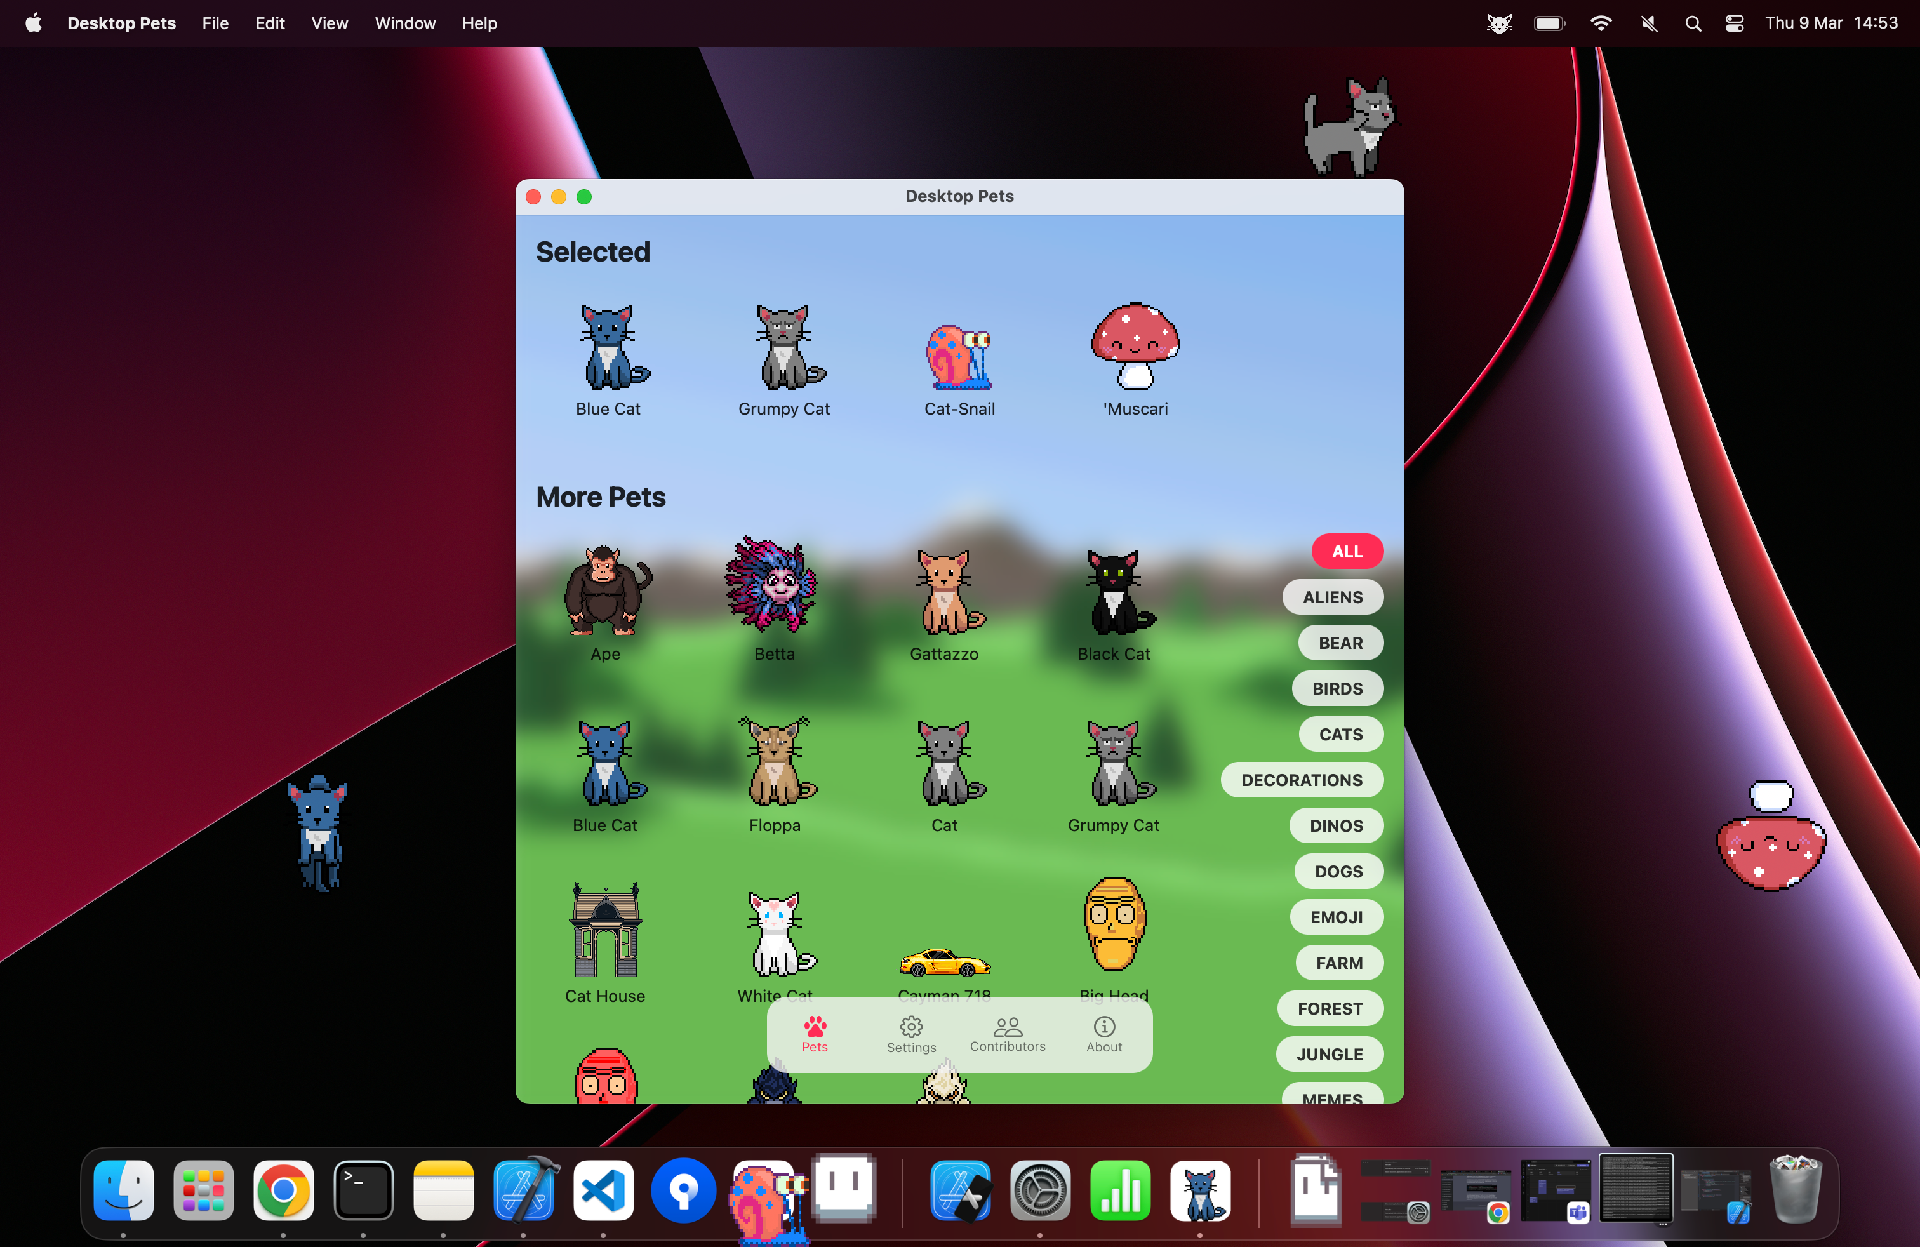 Desktop Pets File Edit View Window Help Thu 9 Mar 14:53
Desktop Pets
Selected
Blue Cat Grumpy Cat Cat-Snail 'Muscari
More Pets
Ape Betta Gattazzo Black Cat
Blue Cat Floppa Cat Grumpy Cat
Cat House White Cat Cayman 718 Big Head
ALL
ALIENS
BEAR
BIRDS
CATS
DECORATIONS
DINOS
DOGS
EMOJI
FARM
FOREST
JUNGLE
MEMES
Pets Settings Contributors About
>_